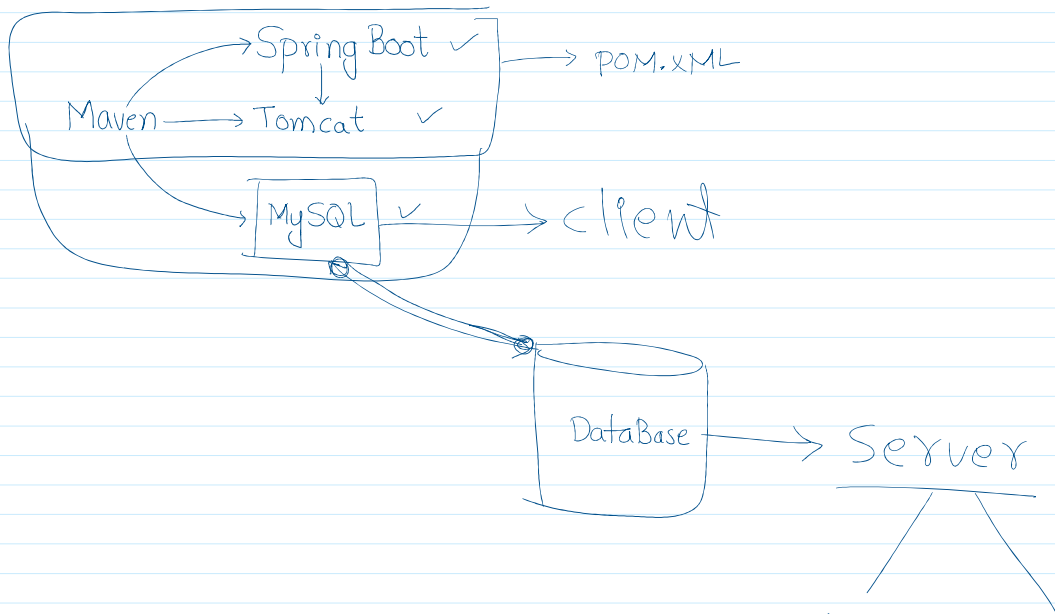 Spring Boot
POM.XML
Maven
Tomcat
MySQL
client
DataBase
Server